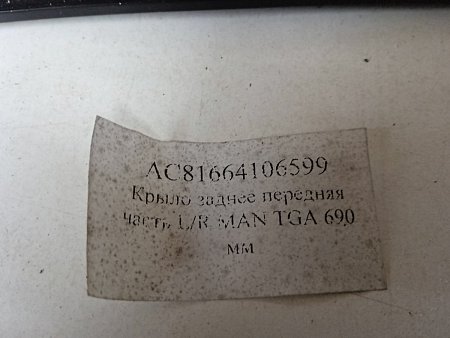 AC81664106599
Крыло заднее передняя
часть L/R MAN TGA 690
мм